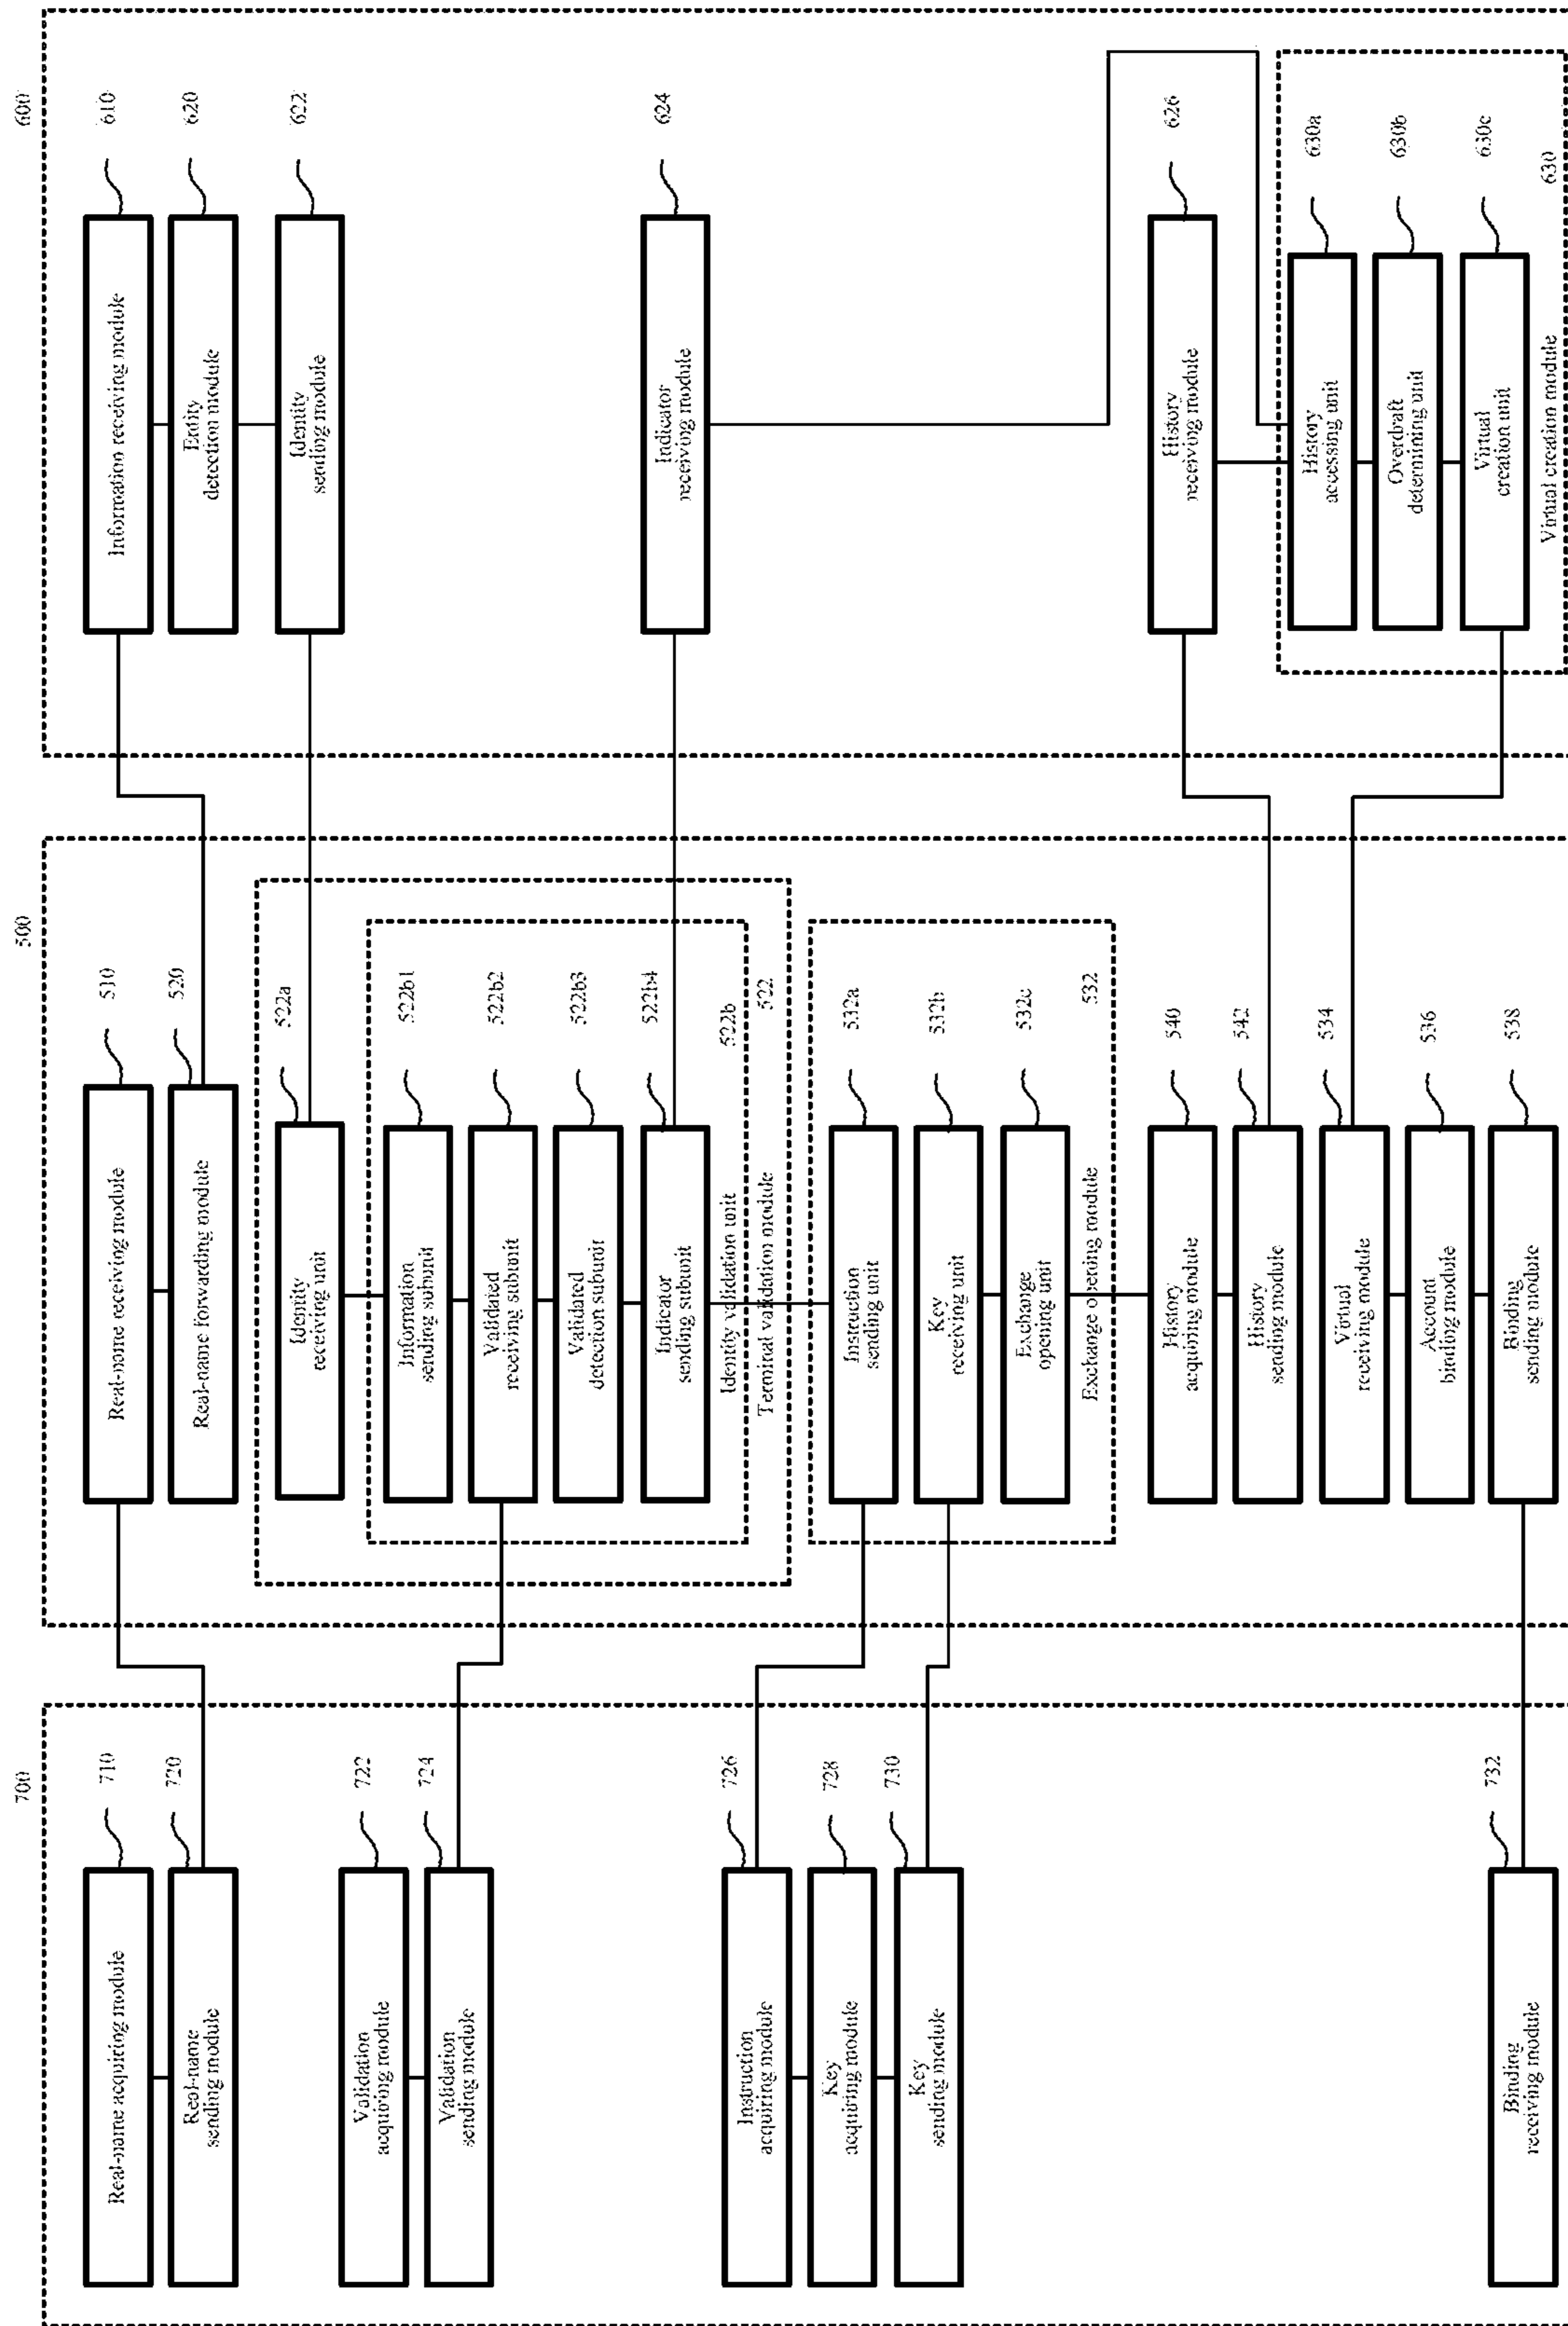 700
710
Real-name acquiring module
720
Real-name
sending module
722
Validation
acquiring module
724
Validation
sending module
726
Instruction
acquiring module
728
Key
acquiring module
730
Key
sending module
732
Binding
receiving module
500
510
Real-name receiving module
520
Real-name forwarding module
522a
Identity
receiving unit
522b1
Information
sending subunit
522b2
Validated
receiving subunit
522b3
Validated
detection subunit
522b4
Indicator
sending subunit
522b
Identity validation unit
522
Terminal validation module
532a
Instruction
sending unit
532b
Key
receiving unit
532c
Exchange
opening unit
532
Exchange opening module
540
History
acquiring module
542
History
sending module
534
Virtual
receiving module
536
Account
binding module
538
Binding
sending module
600
610
Information receiving module
620
Entity
detection module
622
Identity
sending module
624
Indicator
receiving module
626
History
receiving module
630a
History
accessing unit
630b
Overdraft
determining unit
630c
Virtual
creation unit
630
Virtual creation module